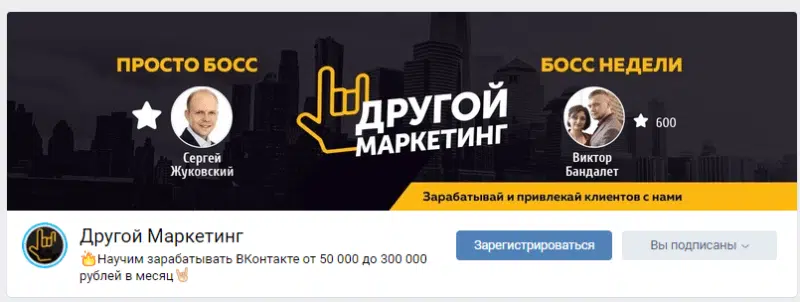 ПРОСТО БОСС
Сергей
Жуковский
ДРУГОЙ
МАРКЕТИНГ
БОСС НЕДЕЛИ
600
Виктор
Бандалет
Зарабатывай и привлекай клиентов с нами
Другой Маркетинг
🔥Научим зарабатывать ВКонтакте от 50 000 до 300 000
рублей в месяц🤘🏻
Зарегистрироваться
Вы подписаны